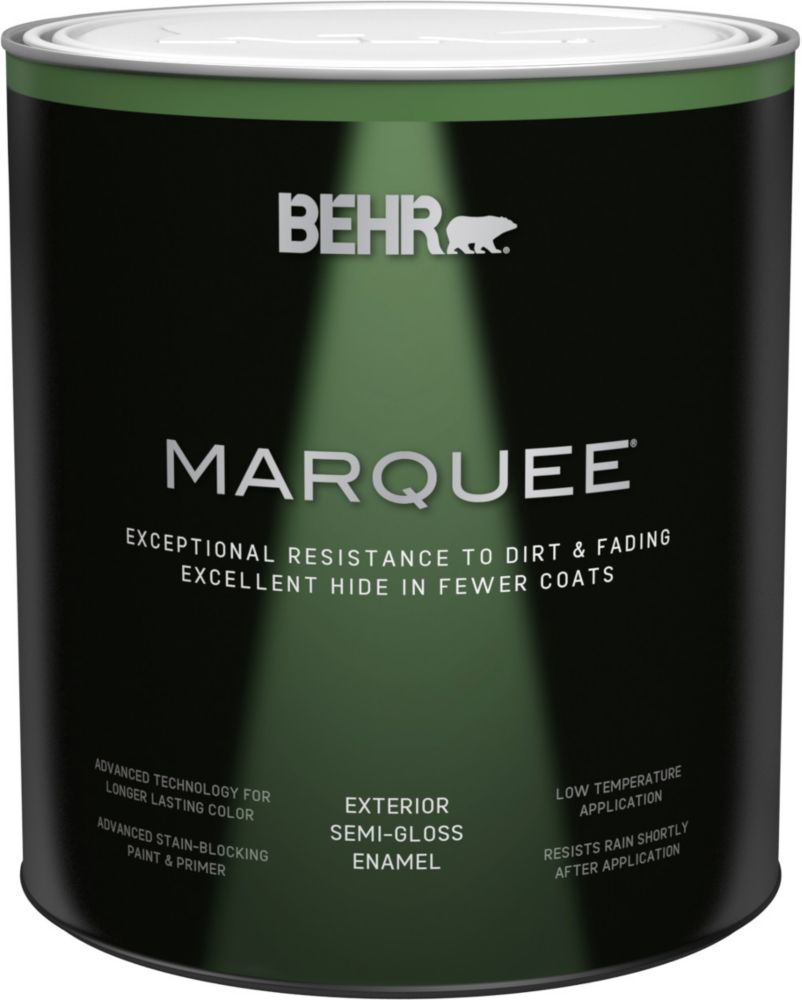 BEHR
MARQUEE®
EXCEPTIONAL RESISTANCE TO DIRT & FADING
EXCELLENT HIDE IN FEWER COATS
ADVANCED TECHNOLOGY FOR
LONGER LASTING COLOR
ADVANCED STAIN-BLOCKING
PAINT & PRIMER
EXTERIOR
SEMI-GLOSS
ENAMEL
LOW TEMPERATURE
APPLICATION
RESISTS RAIN SHORTLY
AFTER APPLICATION